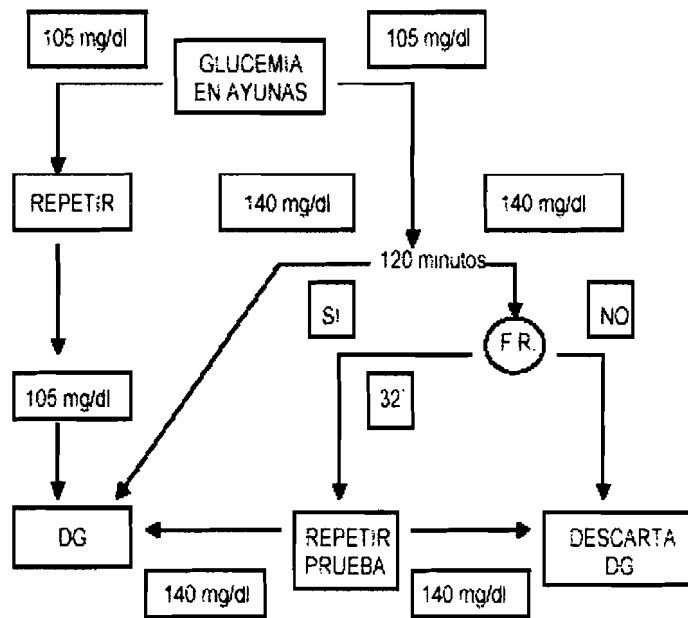 105 mg/dl
GLUCEMIA
EN AYUNAS
105 mg/dl
REPETIR
140 mg/dl
140 mg/dl
120 minutos
SI
F.R.
NO
105 mg/dl
32'
DG
REPETIR
PRUEBA
DESCARTA
DG
140 mg/dl
140 mg/dl